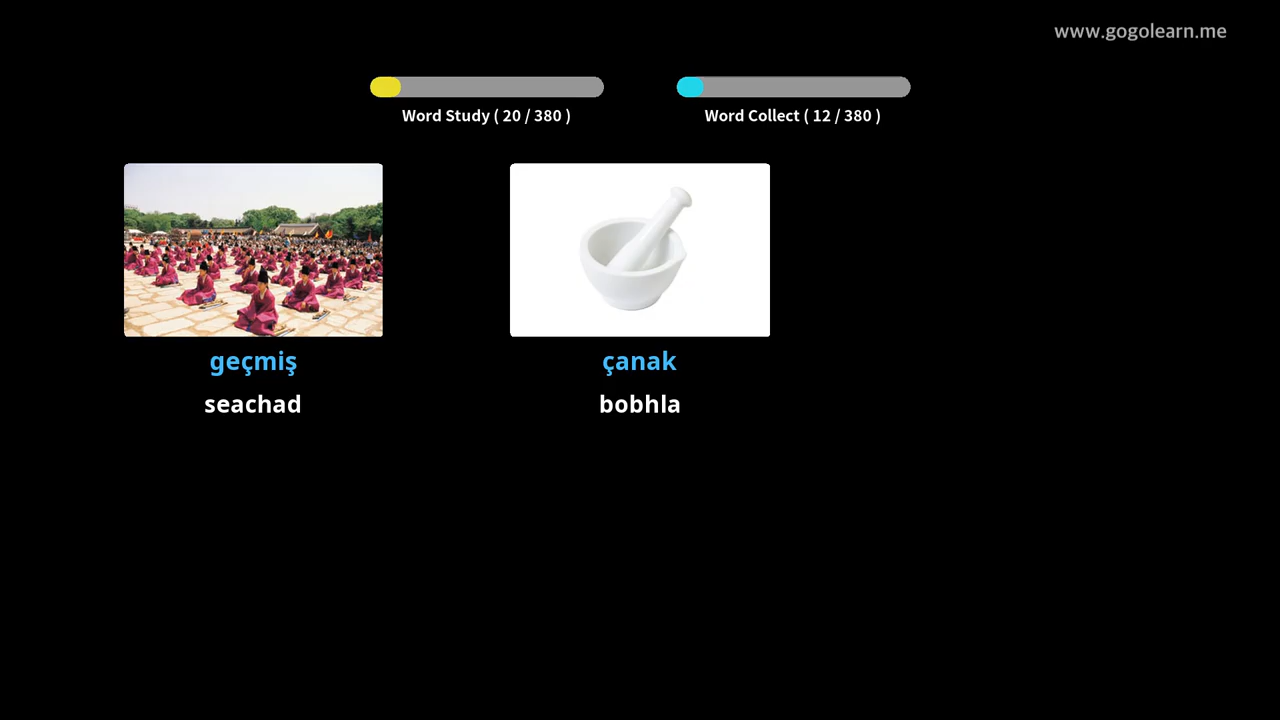 www.gogolearn.me
Word Study ( 20 / 380 )
Word Collect ( 12 / 380 )
geçmiş
seachad
çanak
bobhla